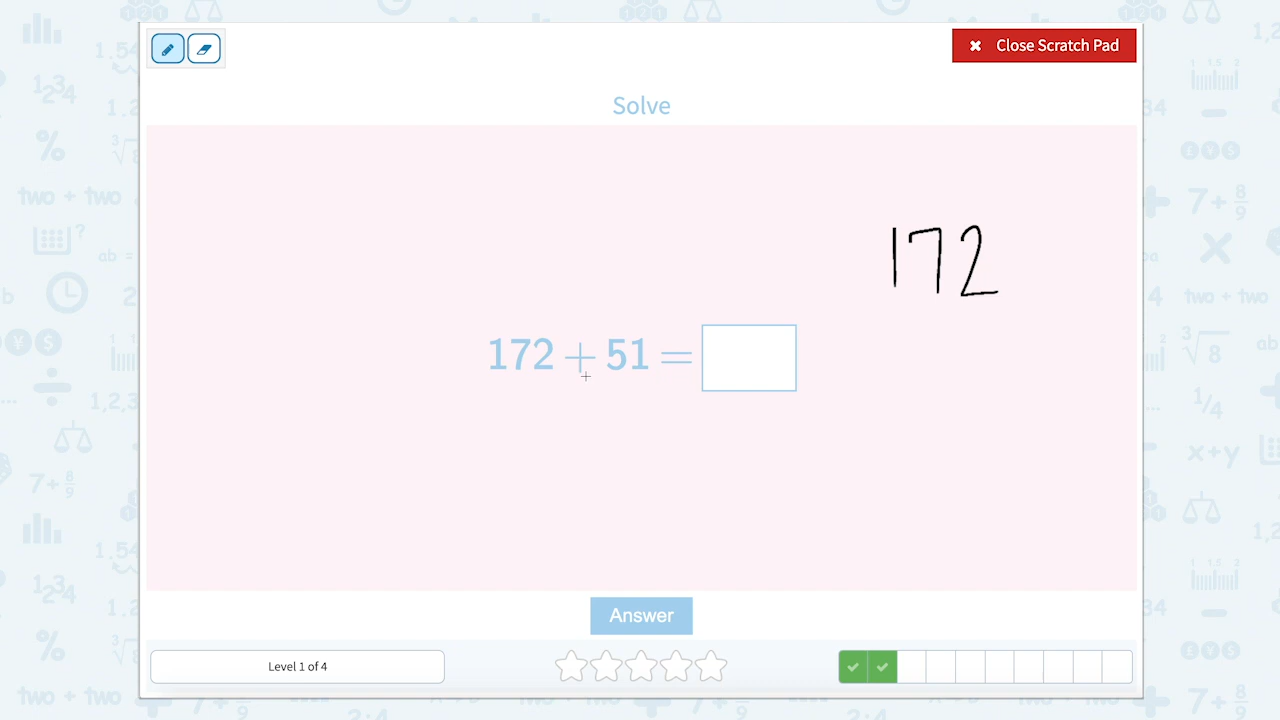 ✖ Close Scratch Pad
Solve
172
172 + 51 =
Answer
Level 1 of 4